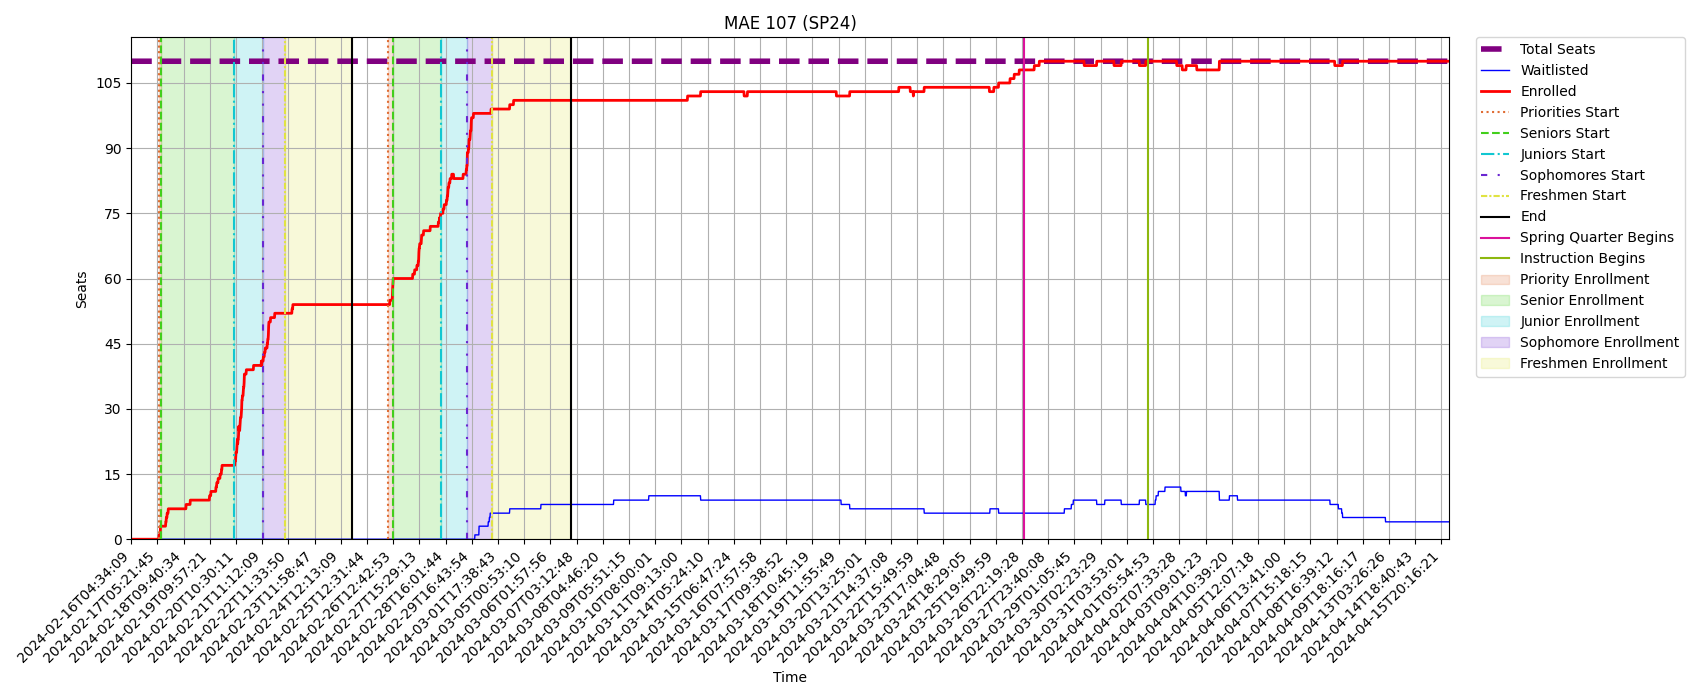 MAE 107 (SP24)
Seats
105
90
75
60
45
30
15
0
2024-02-16T04:34:09
2024-02-17T05:21:45
2024-02-18T09:40:34
2024-02-19T09:57:21
2024-02-20T10:30:11
2024-02-21T11:12:09
2024-02-22T11:33:50
2024-02-23T11:58:47
2024-02-24T12:13:09
2024-02-25T12:31:44
2024-02-26T12:42:53
2024-02-27T15:29:13
2024-02-28T16:01:44
2024-02-29T16:43:54
2024-03-01T17:38:43
2024-03-05T00:53:10
2024-03-06T01:57:56
2024-03-07T03:12:48
2024-03-08T04:46:20
2024-03-09T05:51:15
2024-03-10T08:00:01
2024-03-11T09:13:00
2024-03-14T05:24:10
2024-03-15T06:47:24
2024-03-16T07:57:58
2024-03-17T09:38:52
2024-03-18T10:45:19
2024-03-19T11:55:49
2024-03-20T13:25:01
2024-03-21T14:37:08
2024-03-22T15:49:59
2024-03-23T17:04:48
2024-03-24T18:29:05
2024-03-25T19:49:59
2024-03-26T22:19:28
2024-03-27T23:40:08
2024-03-29T01:05:45
2024-03-30T02:23:29
2024-03-31T03:53:01
2024-04-01T05:54:53
2024-04-02T07:33:28
2024-04-03T09:01:23
2024-04-04T10:39:20
2024-04-05T12:07:18
2024-04-06T13:41:00
2024-04-07T15:18:15
2024-04-08T16:39:12
2024-04-09T18:16:17
2024-04-13T03:26:26
2024-04-14T18:40:43
2024-04-15T20:16:21
Time
Total Seats
Waitlisted
Enrolled
Priorities Start
Seniors Start
Juniors Start
Sophomores Start
Freshmen Start
End
Spring Quarter Begins
Instruction Begins
Priority Enrollment
Senior Enrollment
Junior Enrollment
Sophomore Enrollment
Freshmen Enrollment